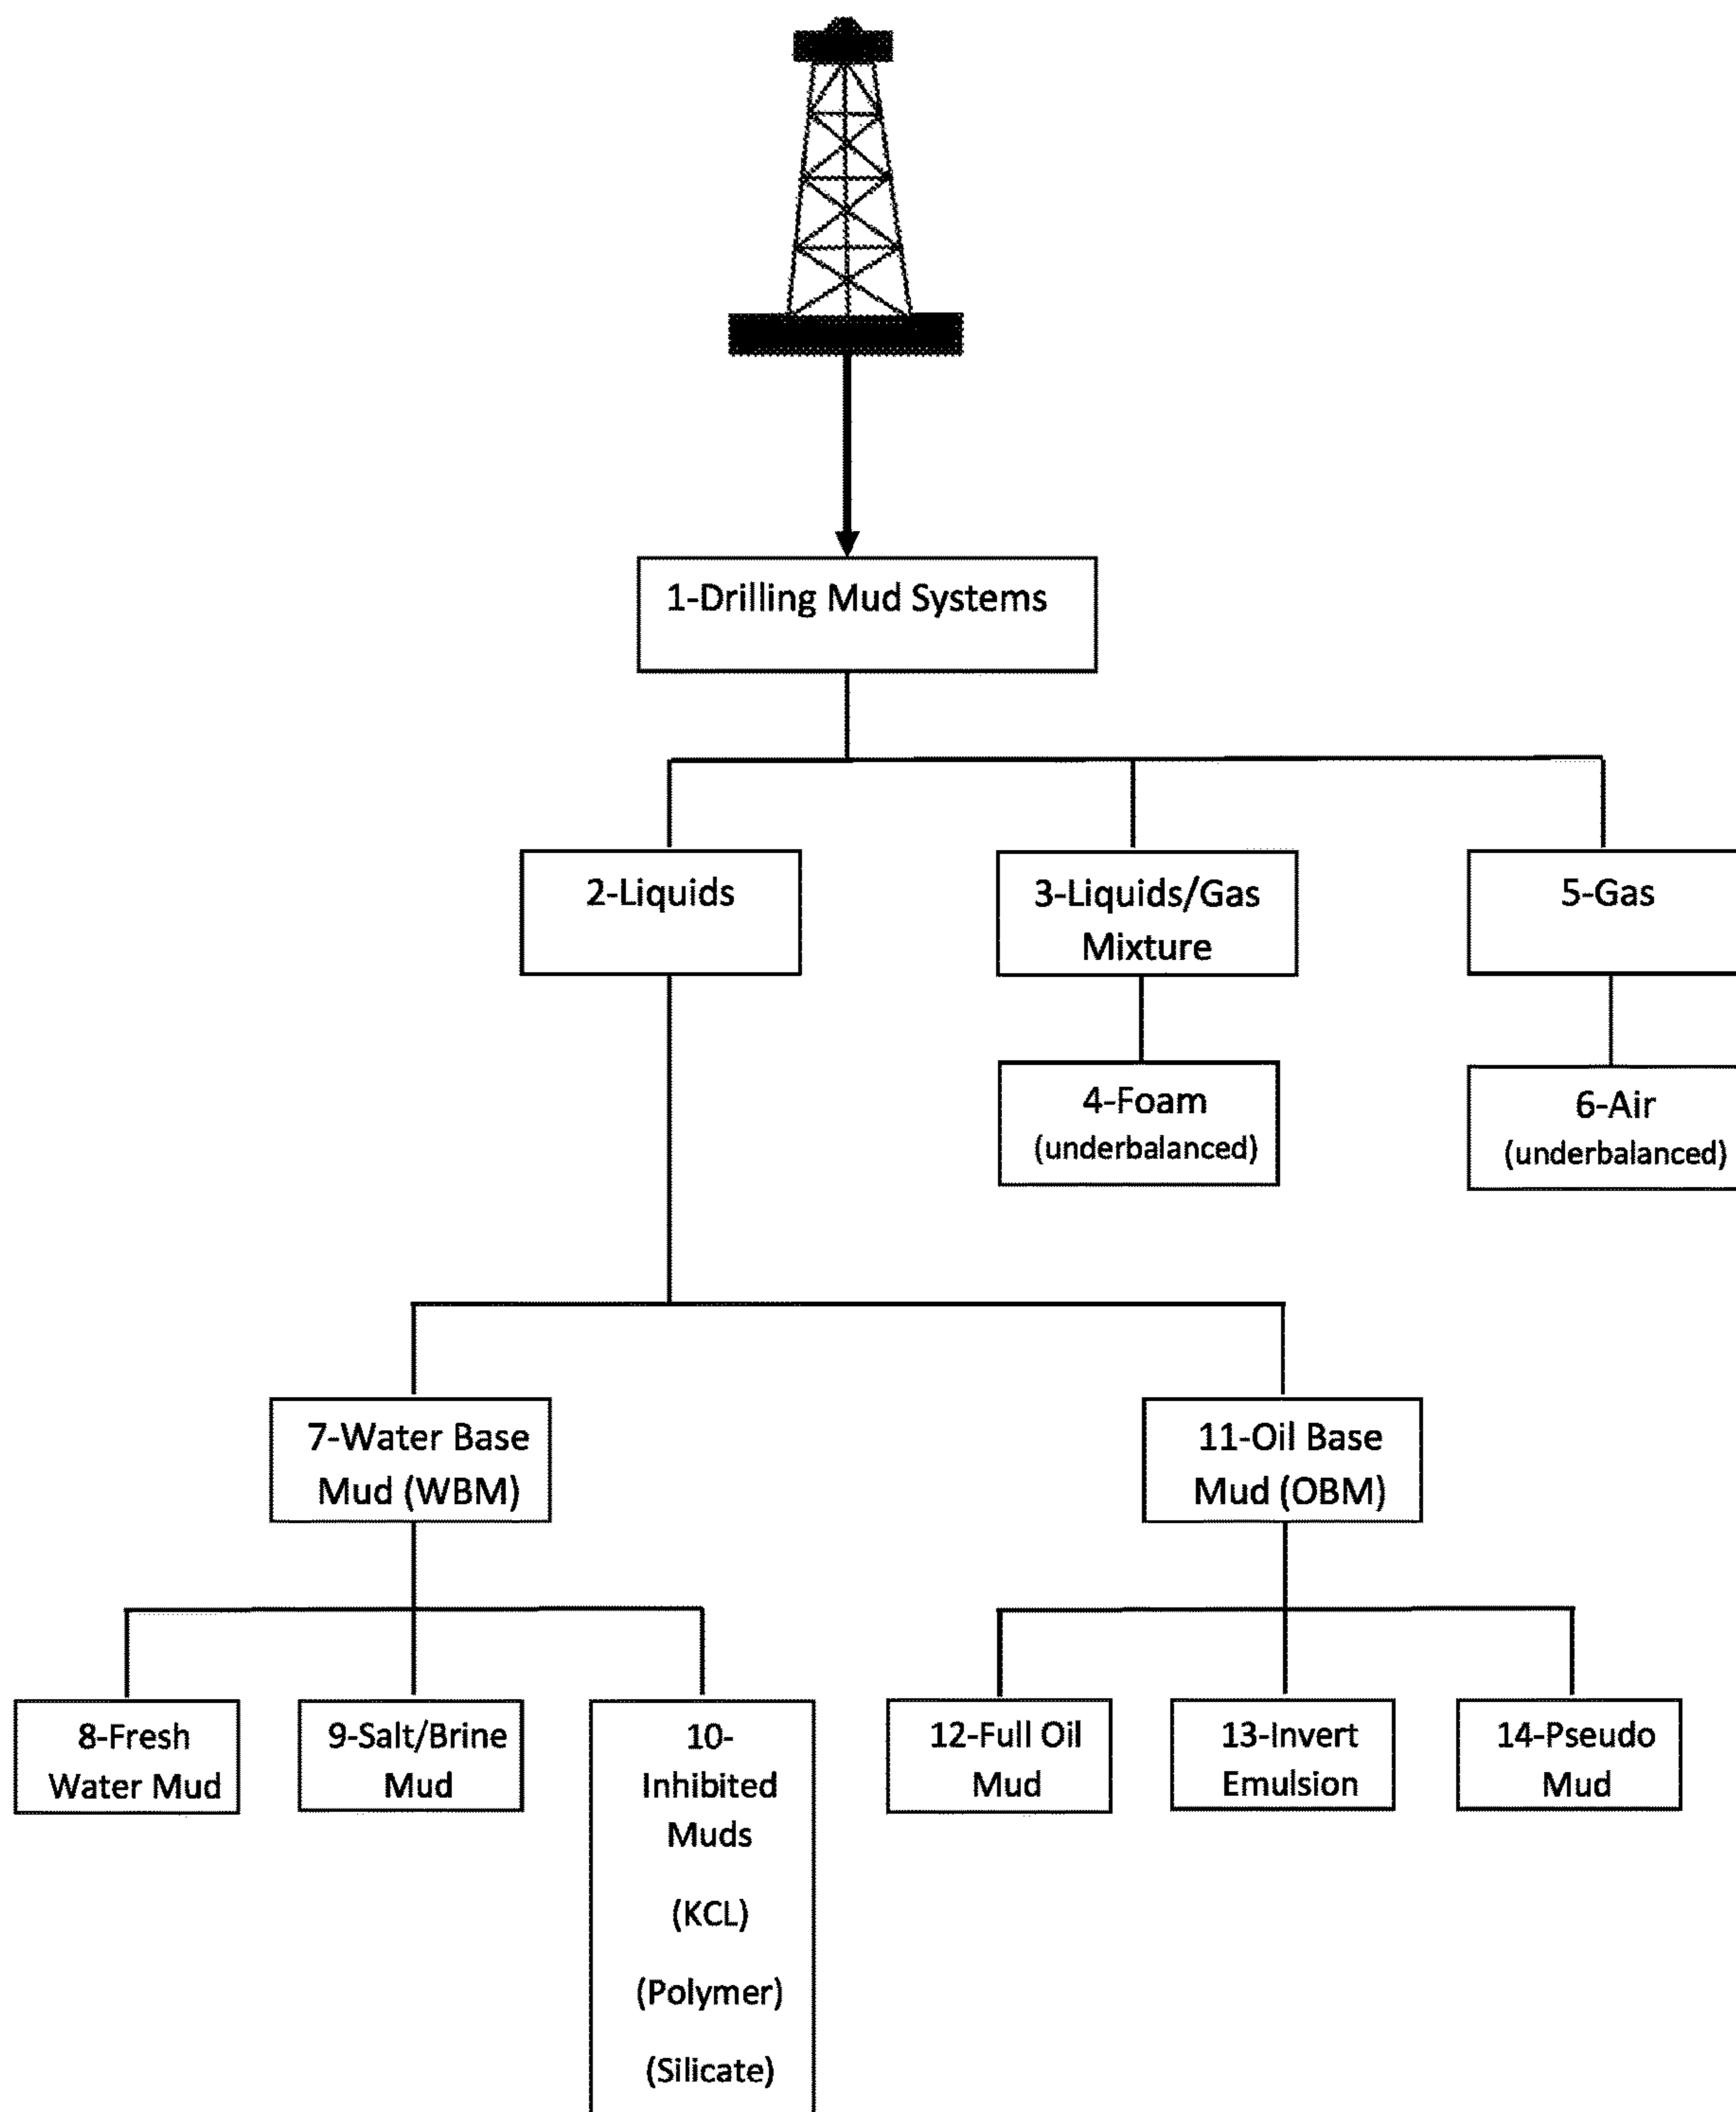 1-Drilling Mud Systems
2-Liquids
3-Liquids/Gas
Mixture
5-Gas
4-Foam
(underbalanced)
6-Air
(underbalanced)
7-Water Base
Mud (WBM)
11-Oil Base
Mud (OBM)
8-Fresh
Water Mud
9-Salt/Brine
Mud
10-
Inhibited
Muds
(KCL)
(Polymer)
(Silicate)
12-Full Oil
Mud
13-Invert
Emulsion
14-Pseudo
Mud